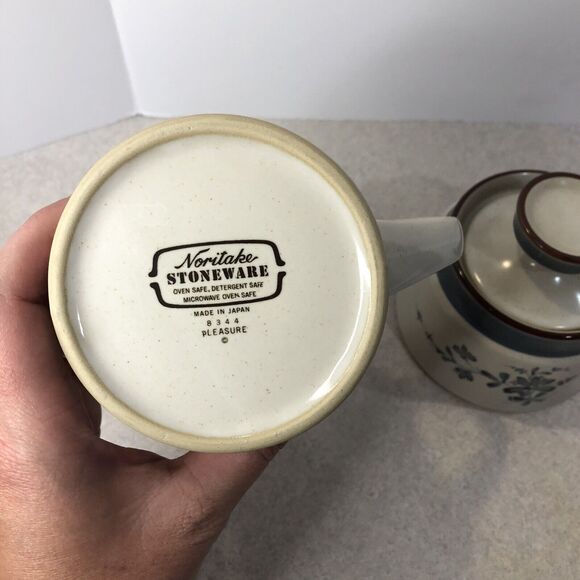 Noritake
STONEWARE
OVEN SAFE, DETERGENT SAFE
MICROWAVE OVEN SAFE
MADE IN JAPAN
8344
PLEASURE